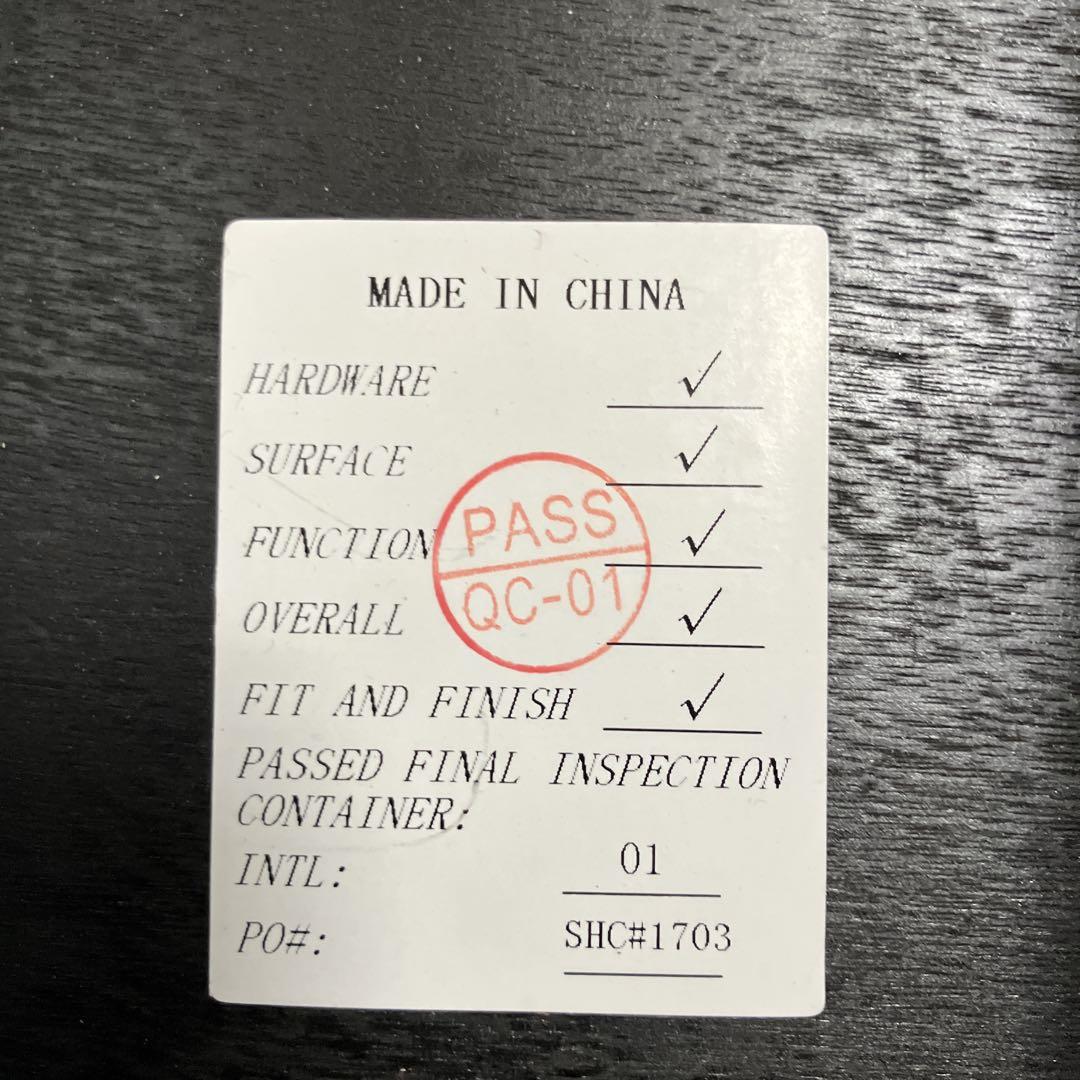 MADE IN CHINA
HARDWARE ✓
SURFACE ✓
PASS
FUNCTION ✓
QC-01
OVERALL ✓
FIT AND FINISH ✓
PASSED FINAL INSPECTION
CONTAINER:
INTL: 01
PO#: SHC#1703